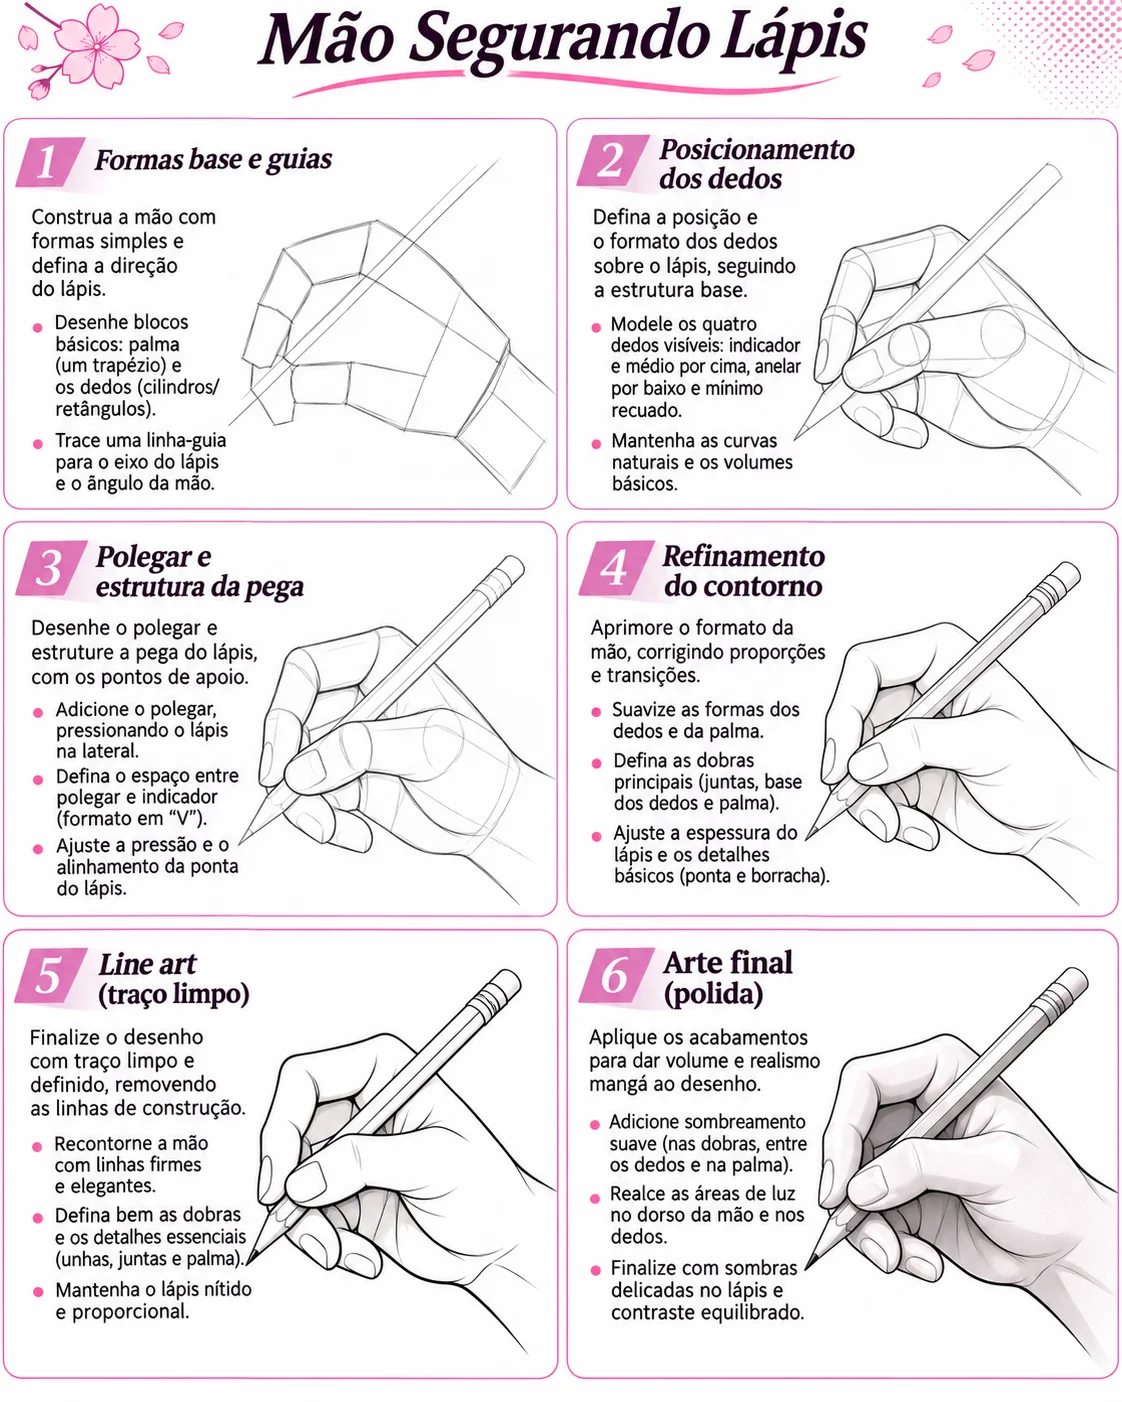 Mão Segurando Lápis
1
Formas base e guias
Construa a mão com
formas simples e
defina a direção
do lápis.
• Desenhe blocos
básicos: palma
(um trapézio) e
os dedos (cilindros/
retângulos).
• Trace uma linha-guia
para o eixo do lápis
e o ângulo da mão.
2
Posicionamento
dos dedos
Defina a posição e
o formato dos dedos
sobre o lápis, seguindo
a estrutura base.
• Modele os quatro
dedos visíveis: indicador
e médio por cima, anelar
por baixo e mínimo
recuado.
• Mantenha as curvas
naturais e os volumes
básicos.
3
Polegar e
estrutura da pega
Desenhe o polegar e
estruture a pega do lápis,
com os pontos de apoio.
• Adicione o polegar,
pressionando o lápis
na lateral.
• Defina o espaço entre
polegar e indicador
(formato em “V”).
• Ajuste a pressão e o
alinhamento da ponta
do lápis.
4
Refinamento
do contorno
Aprimore o formato da
mão, corrigindo proporções
e transições.
• Suavize as formas dos
dedos e da palma.
• Defina as dobras
principais (juntas, base
dos dedos e palma).
• Ajuste a espessura do
lápis e os detalhes
básicos (ponta e borracha).
5
Line art
(traço limpo)
Finalize o desenho
com traço limpo e
definido, removendo
as linhas de construção.
• Recontorne a mão
com linhas firmes
e elegantes.
• Defina bem as dobras
e os detalhes essenciais
(unhas, juntas e palma).
• Mantenha o lápis nítido
e proporcional.
6
Arte final
(polida)
Aplique os acabamentos
para dar volume e realismo
mangá ao desenho.
• Adicione sombreamento
suave (nas dobras, entre
os dedos e na palma).
• Realce as áreas de luz
no dorso da mão e nos
dedos.
• Finalize com sombras
delicadas no lápis e
contraste equilibrado.